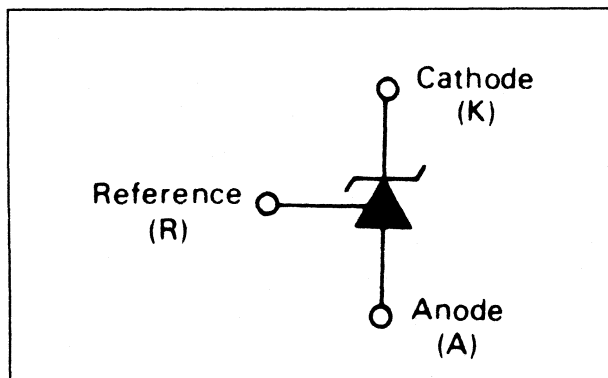 Cathode
(K)
Reference
(R)
Anode
(A)